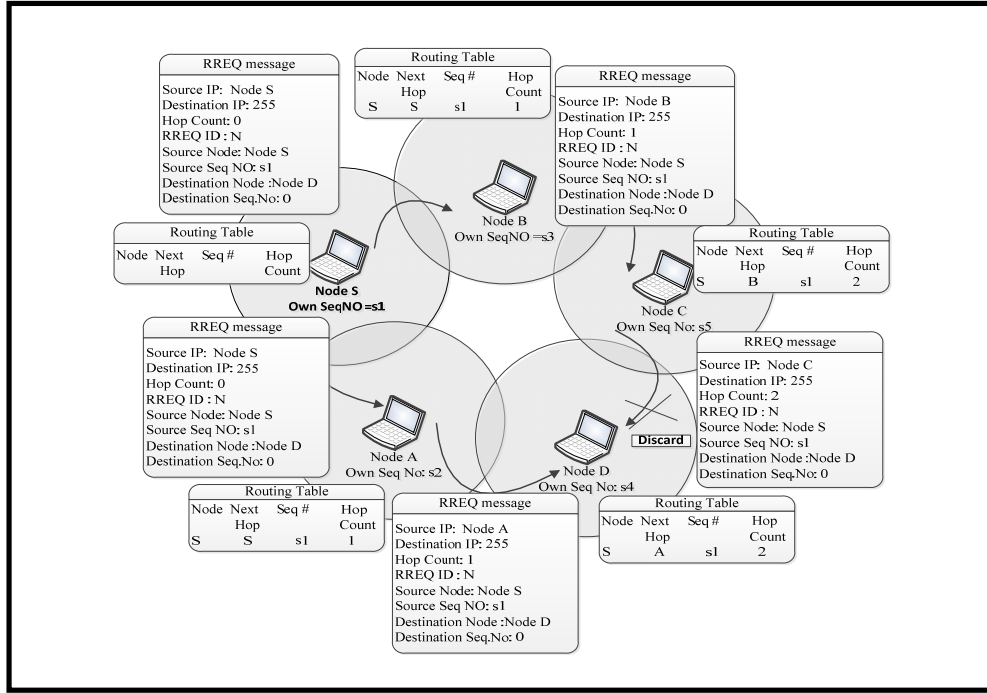 RREQ message
Source IP: Node S
Destination IP: 255
Hop Count: 0
RREQ ID : N
Source Node: Node S
Source Seq NO: s1
Destination Node :Node D
Destination Seq.No: 0
Routing Table
Node Next Hop Seq # Hop Count
S S s1 1
RREQ message
Source IP: Node B
Destination IP: 255
Hop Count: 1
RREQ ID : N
Source Node: Node S
Source Seq NO: s1
Destination Node :Node D
Destination Seq.No: 0
Node B
Own SeqNO =s3
Routing Table
Node Next Hop Seq # Hop Count
Node S
Own SeqNO=s1
Routing Table
Node Next Hop Seq # Hop Count
S B s1 2
Node C
Own Seq No: s5
RREQ message
Source IP: Node S
Destination IP: 255
Hop Count: 0
RREQ ID : N
Source Node: Node S
Source Seq NO: s1
Destination Node :Node D
Destination Seq.No: 0
RREQ message
Source IP: Node C
Destination IP: 255
Hop Count: 2
RREQ ID : N
Source Node: Node S
Source Seq NO: s1
Destination Node :Node D
Destination Seq.No: 0
Discard
Node A
Own Seq No: s2
Node D
Own Seq No: s4
Routing Table
Node Next Hop Seq # Hop Count
S S s1 1
RREQ message
Source IP: Node A
Destination IP: 255
Hop Count: 1
RREQ ID : N
Source Node: Node S
Source Seq NO: s1
Destination Node :Node D
Destination Seq.No: 0
Routing Table
Node Next Hop Seq # Hop Count
S A s1 2